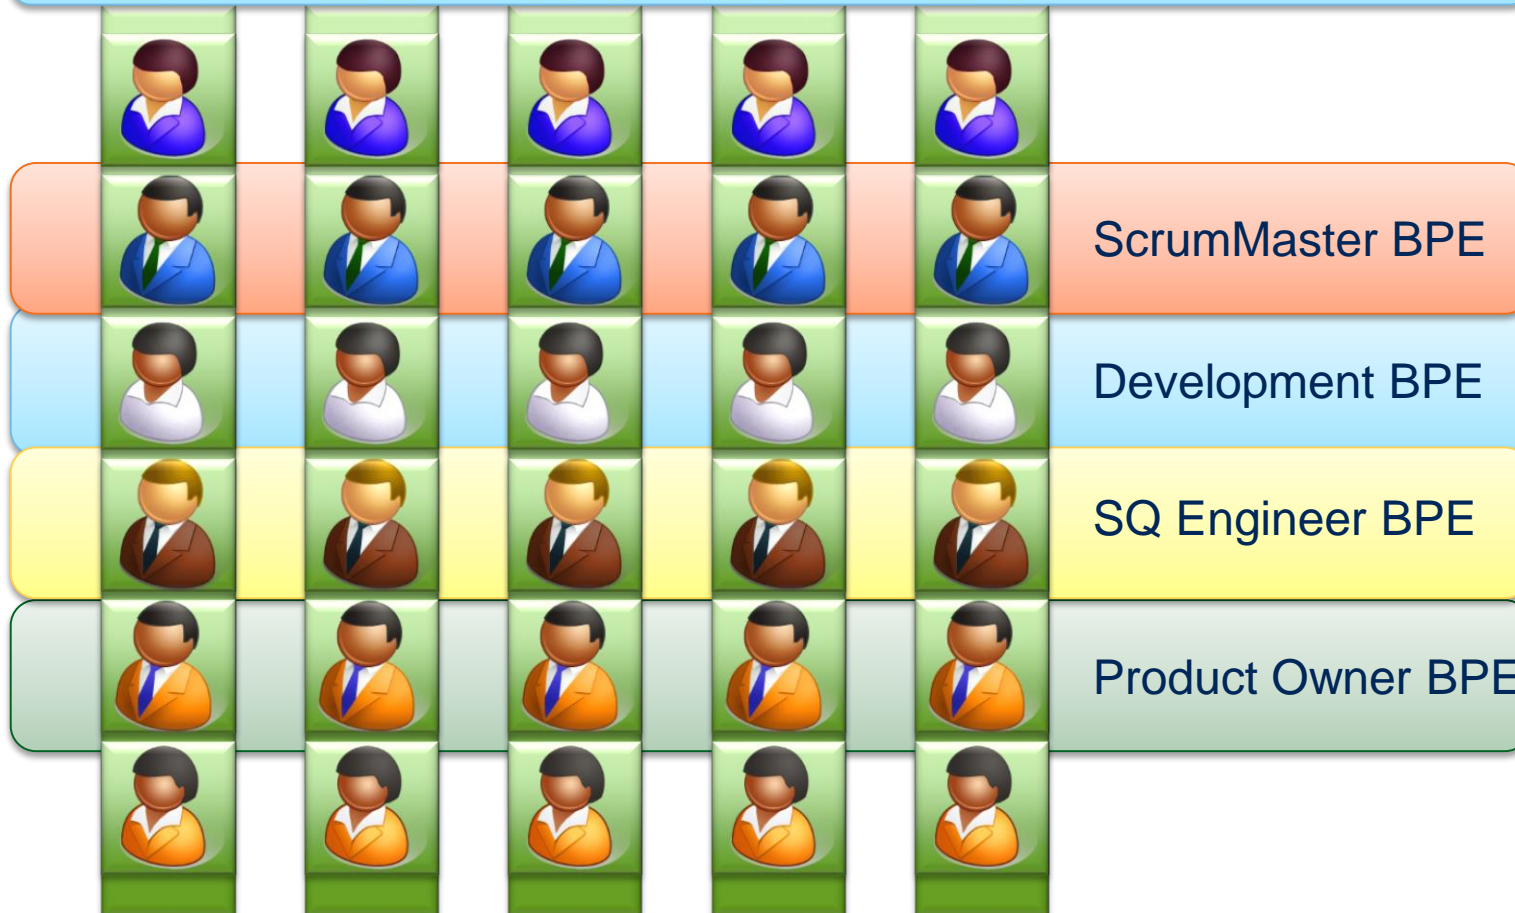 ScrumMaster BPE
Development BPE
SQ Engineer BPE
Product Owner BPE